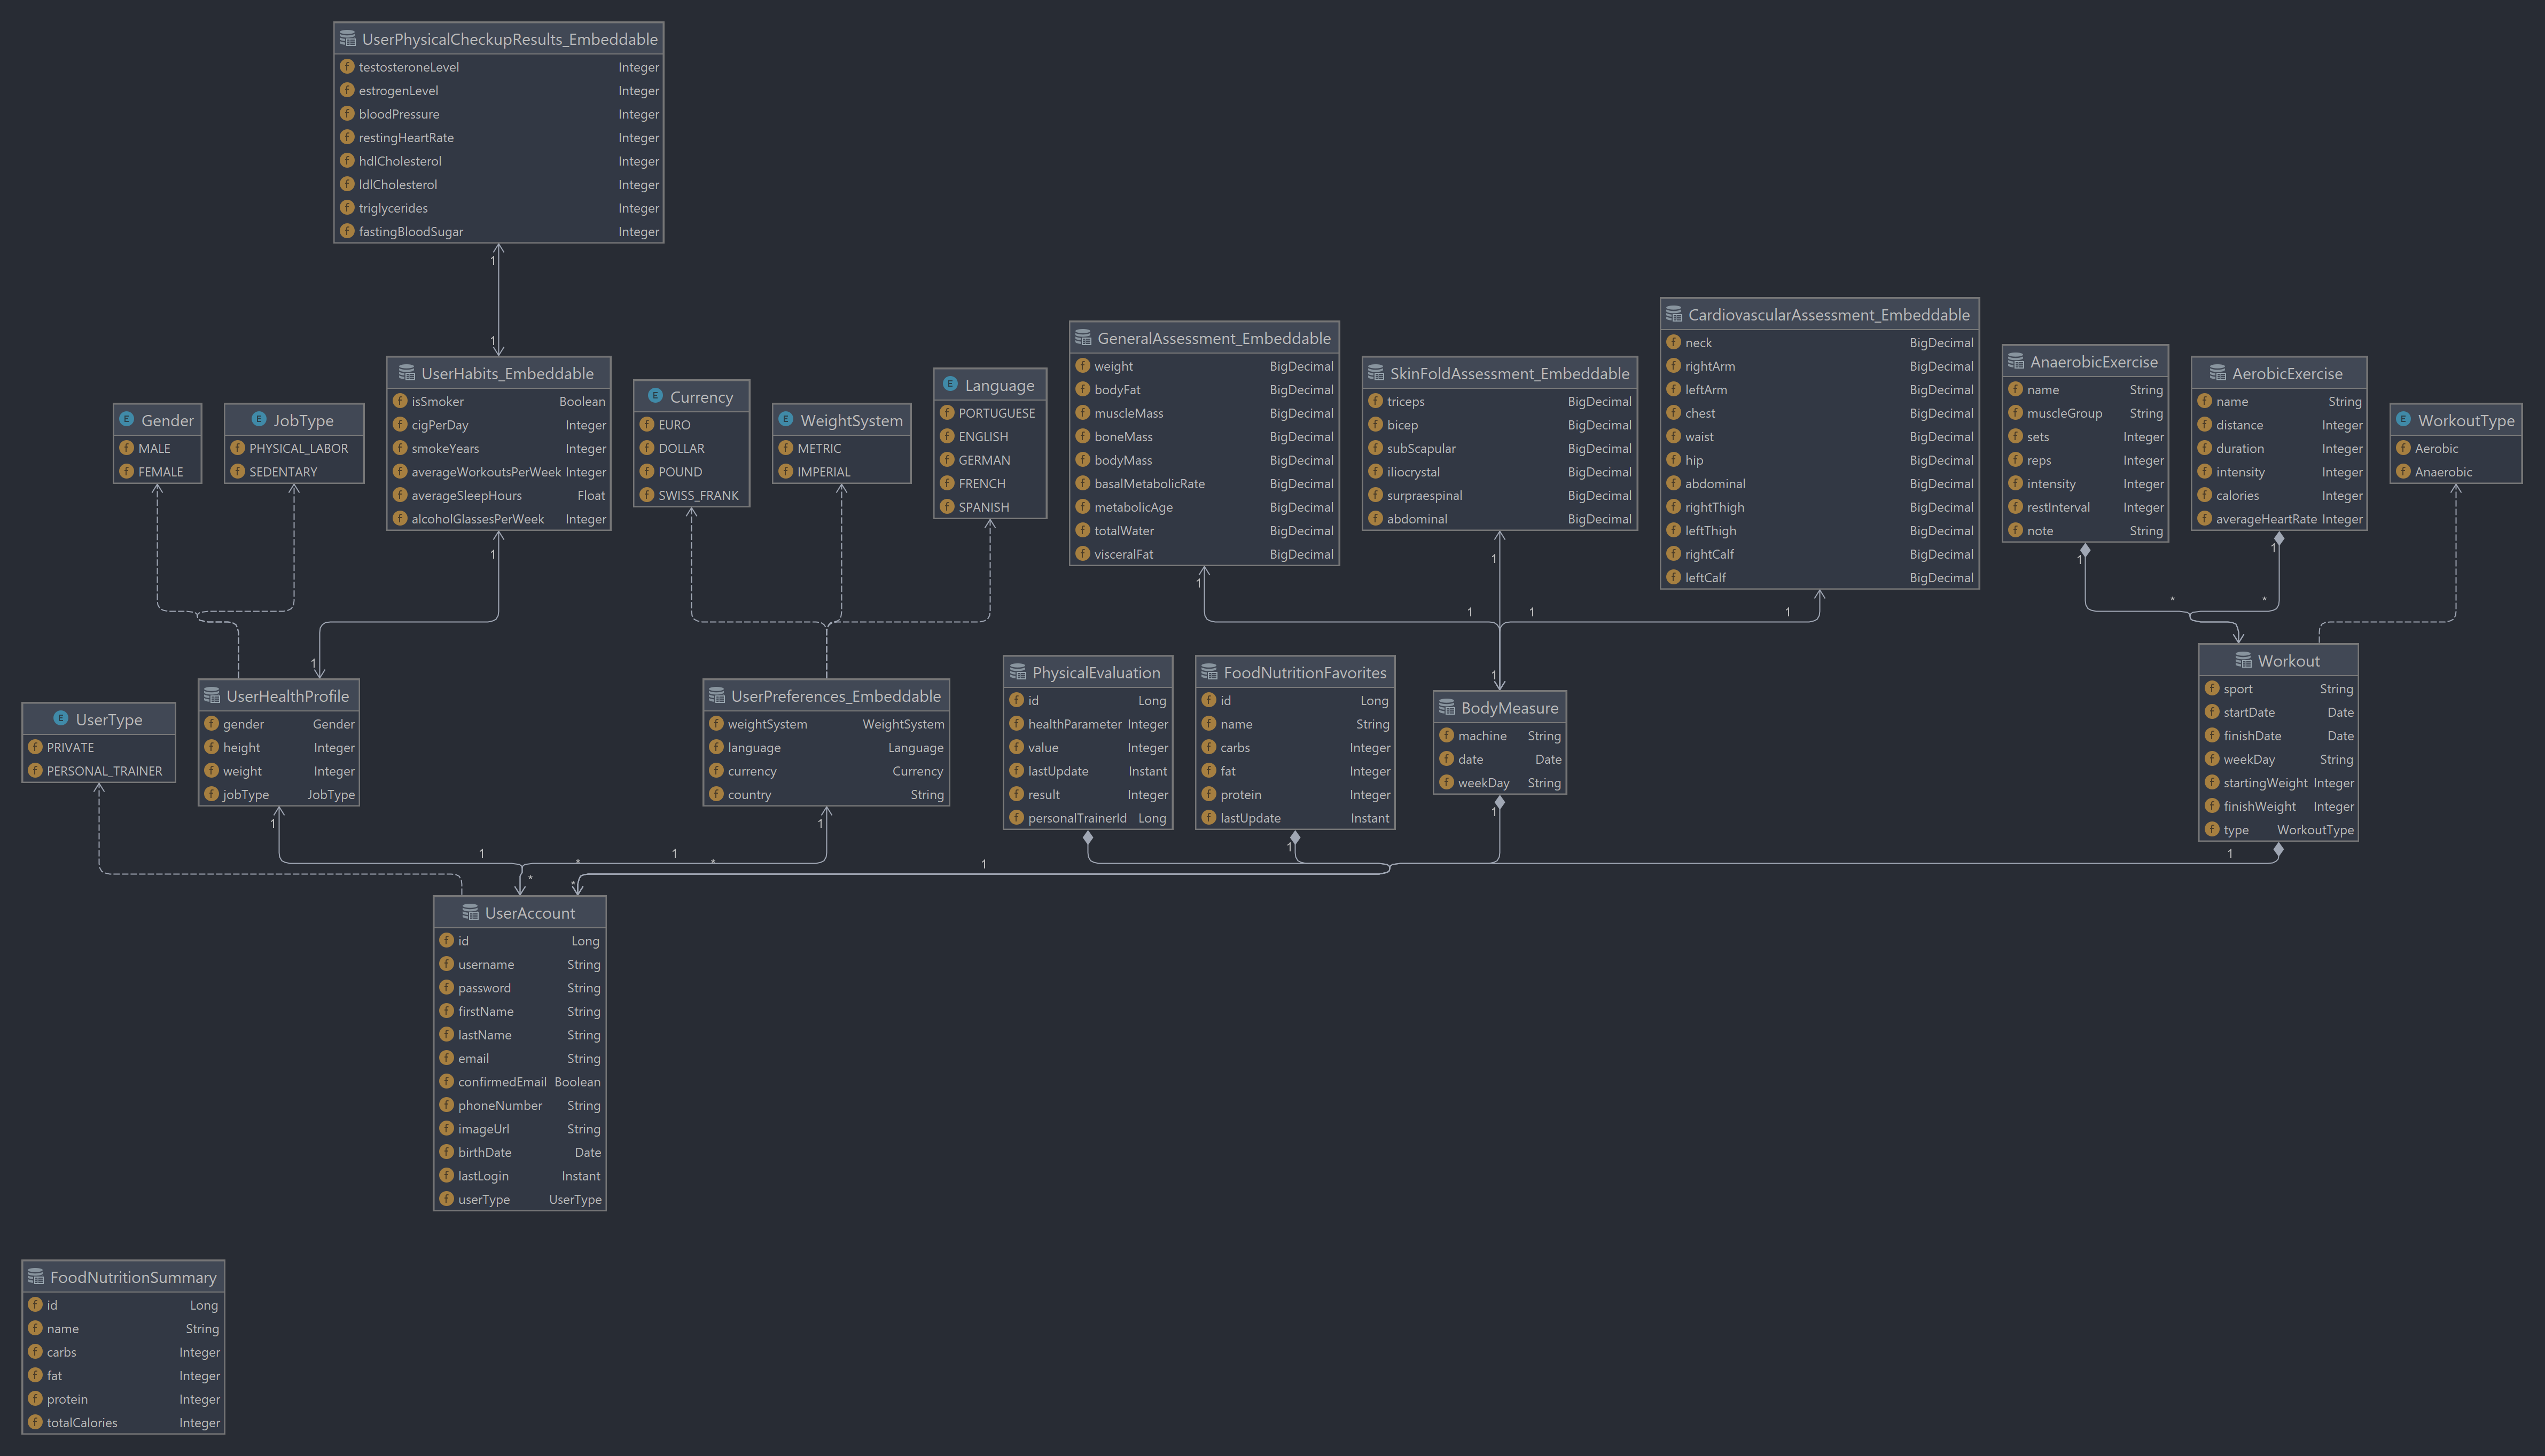 UserPhysicalCheckupResults_Embeddable
testosteroneLevel Integer
estrogenLevel Integer
bloodPressure Integer
restingHeartRate Integer
hdlCholesterol Integer
ldlCholesterol Integer
triglycerides Integer
fastingBloodSugar Integer
1
1
Gender
MALE
FEMALE
JobType
PHYSICAL_LABOR
SEDENTARY
UserHabits_Embeddable
isSmoker Boolean
cigPerDay Integer
smokeYears Integer
averageWorkoutsPerWeek Integer
averageSleepHours Float
alcoholGlassesPerWeek Integer
1
Currency
EURO
DOLLAR
POUND
SWISS_FRANK
WeightSystem
METRIC
IMPERIAL
Language
PORTUGUESE
ENGLISH
GERMAN
FRENCH
SPANISH
GeneralAssessment_Embeddable
weight BigDecimal
bodyFat BigDecimal
muscleMass BigDecimal
boneMass BigDecimal
bodyMass BigDecimal
basalMetabolicRate BigDecimal
metabolicAge BigDecimal
totalWater BigDecimal
visceralFat BigDecimal
1
SkinFoldAssessment_Embeddable
triceps BigDecimal
bicep BigDecimal
subScapular BigDecimal
iliocrystal BigDecimal
surpraespinal BigDecimal
abdominal BigDecimal
1
CardiovascularAssessment_Embeddable
neck BigDecimal
rightArm BigDecimal
leftArm BigDecimal
chest BigDecimal
waist BigDecimal
hip BigDecimal
abdominal BigDecimal
rightThigh BigDecimal
leftThigh BigDecimal
rightCalf BigDecimal
leftCalf BigDecimal
1 1 1
AnaerobicExercise
name String
muscleGroup String
sets Integer
reps Integer
intensity Integer
restInterval Integer
note String
1
AerobicExercise
name String
distance Integer
duration Integer
intensity Integer
calories Integer
averageHeartRate Integer
1
* *
WorkoutType
Aerobic
Anaerobic
UserType
PRIVATE
PERSONAL_TRAINER
1
UserHealthProfile
gender Gender
height Integer
weight Integer
jobType JobType
1
UserPreferences_Embeddable
weightSystem WeightSystem
language Language
currency Currency
country String
1
PhysicalEvaluation
id Long
healthParameter Integer
value Integer
lastUpdate Instant
result Integer
personalTrainerId Long
FoodNutritionFavorites
id Long
name String
carbs Integer
fat Integer
protein Integer
lastUpdate Instant
1
1
BodyMeasure
machine String
date Date
weekDay String
1
Workout
sport String
startDate Date
finishDate Date
weekDay String
startingWeight Integer
finishWeight Integer
type WorkoutType
1 * 1 * 1 1
* *
UserAccount
id Long
username String
password String
firstName String
lastName String
email String
confirmedEmail Boolean
phoneNumber String
imageUrl String
birthDate Date
lastLogin Instant
userType UserType
FoodNutritionSummary
id Long
name String
carbs Integer
fat Integer
protein Integer
totalCalories Integer